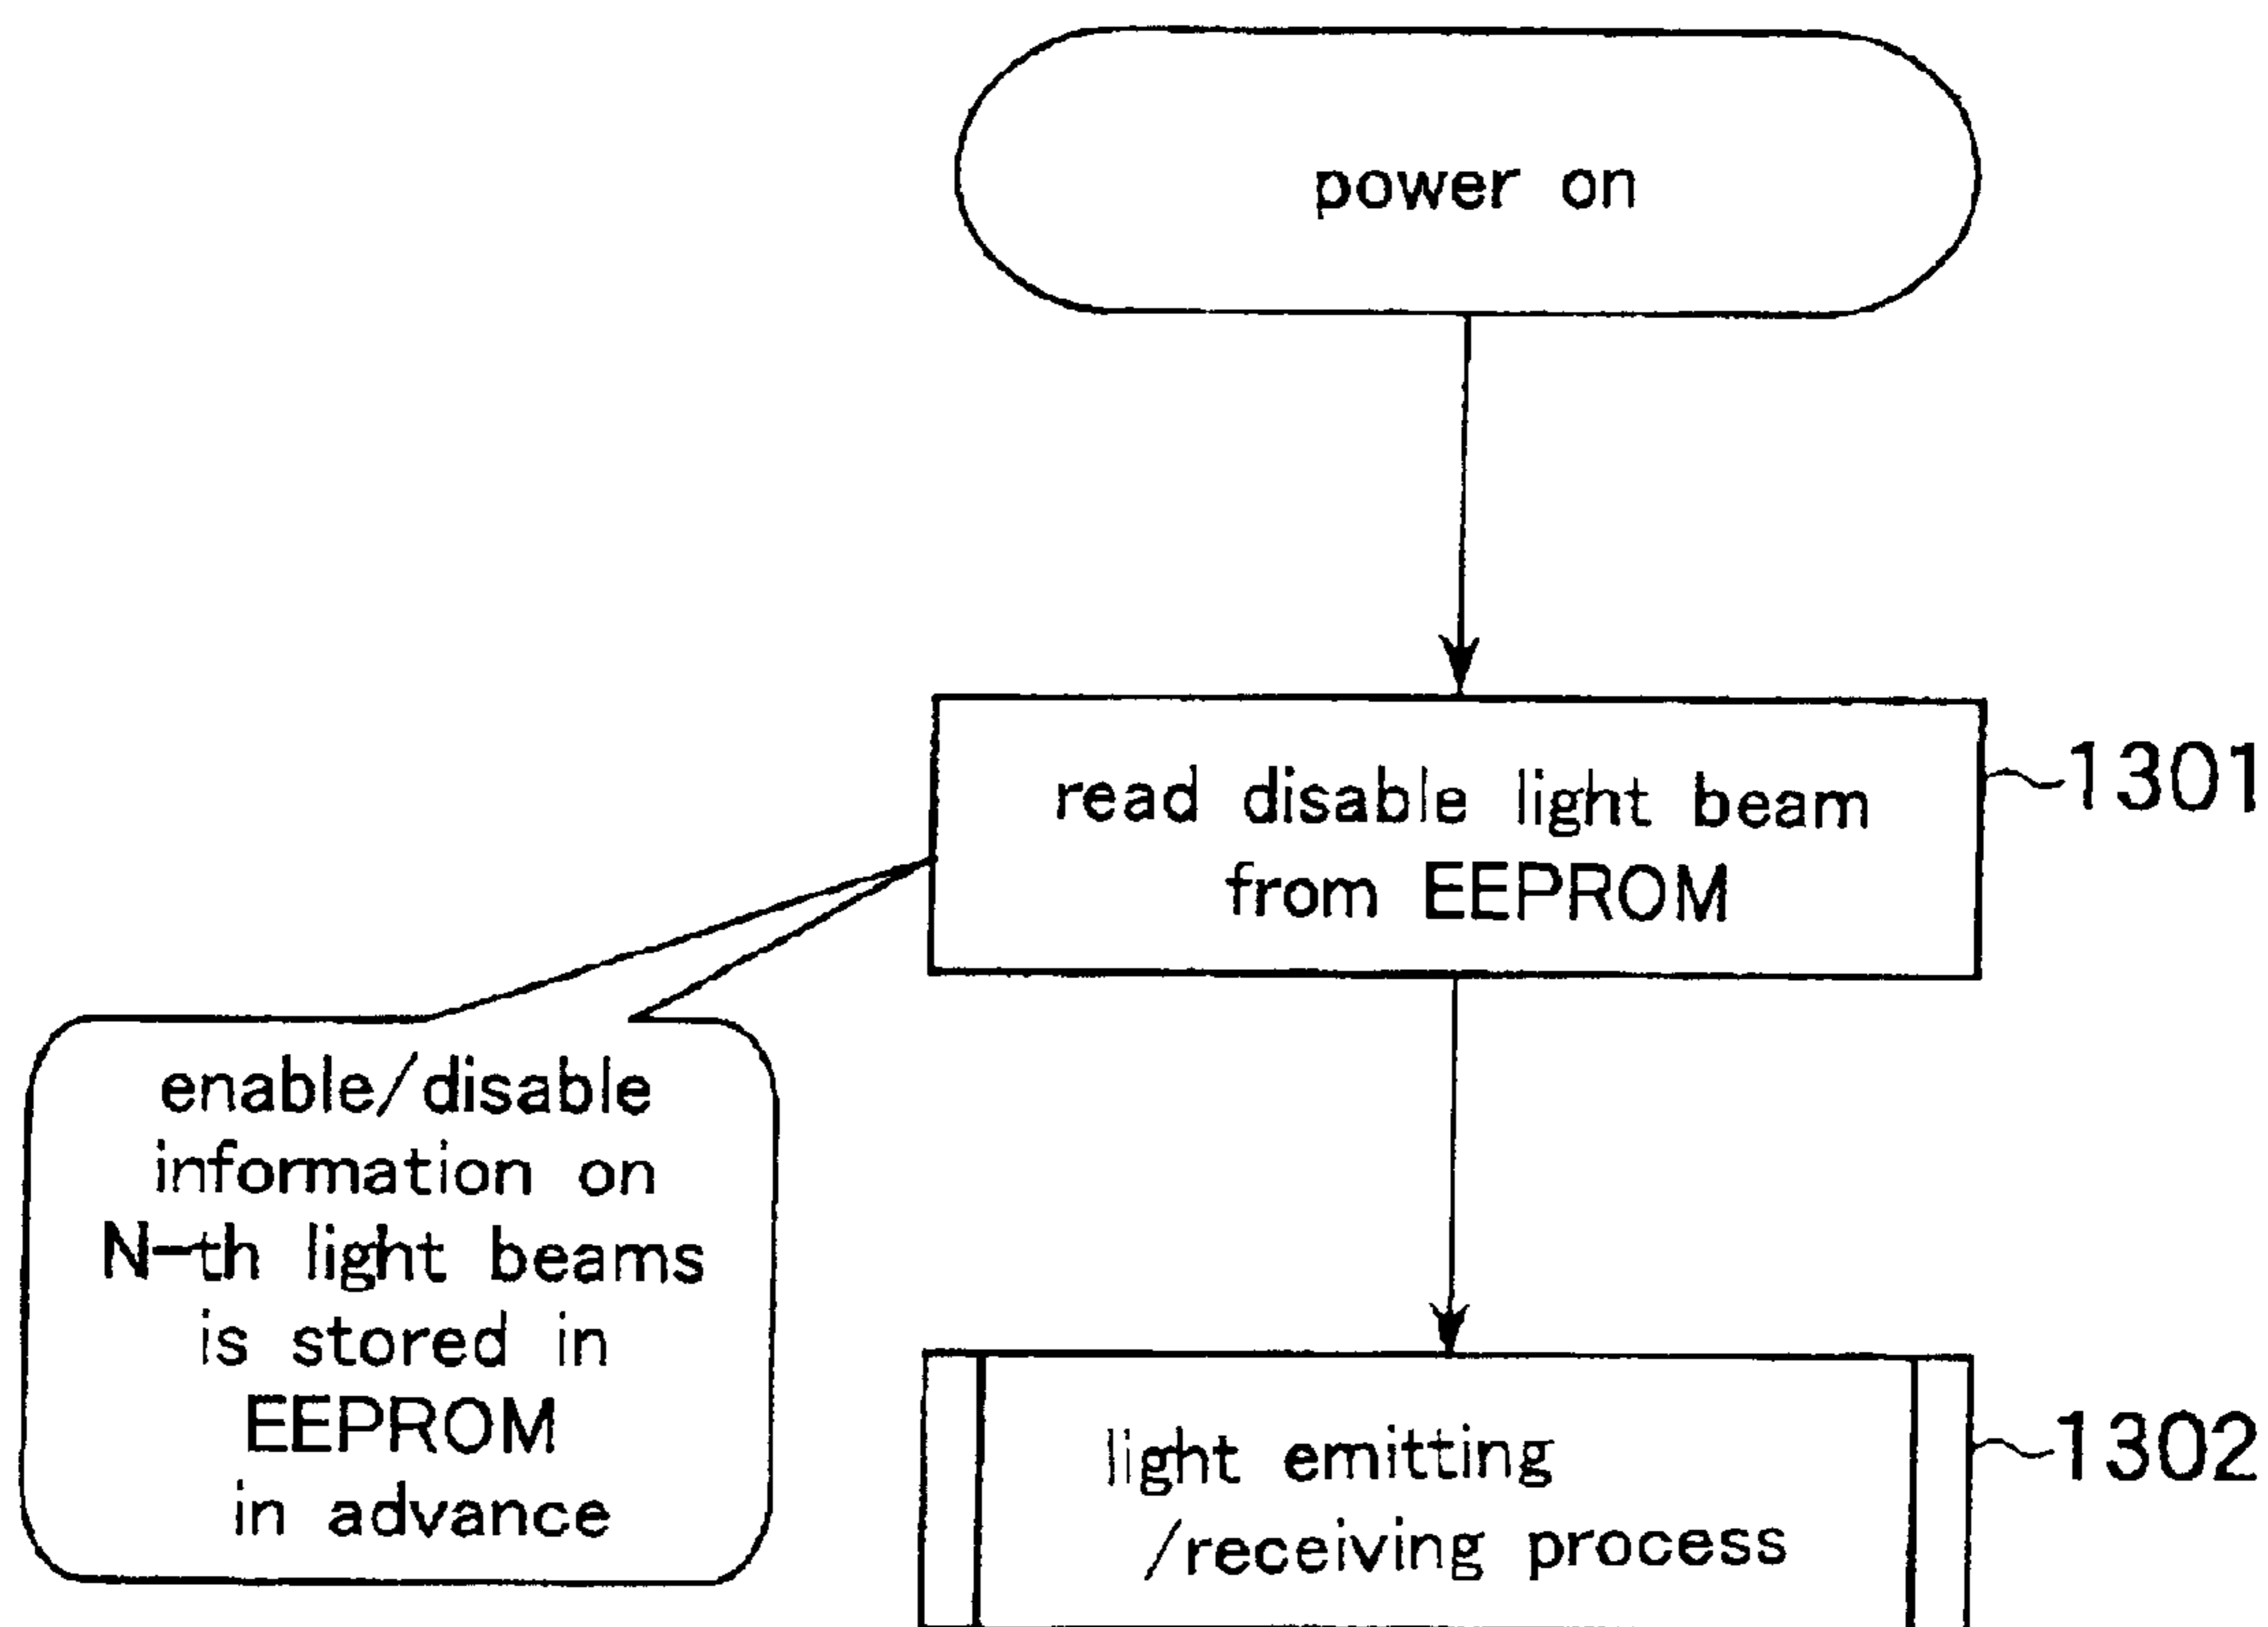 power on
read disable light beam
from EEPROM
1301
enable/disable
information on
N-th light beams
is stored in
EEPROM
in advance
light emitting
/receiving process
1302